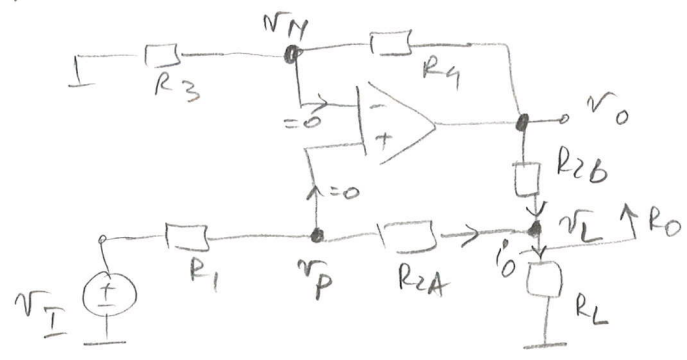 vN
R3
R4
=0
-
+
vO
=0
R2B
vL
RO
R1
vP
R2A
iO
vI
±
RL